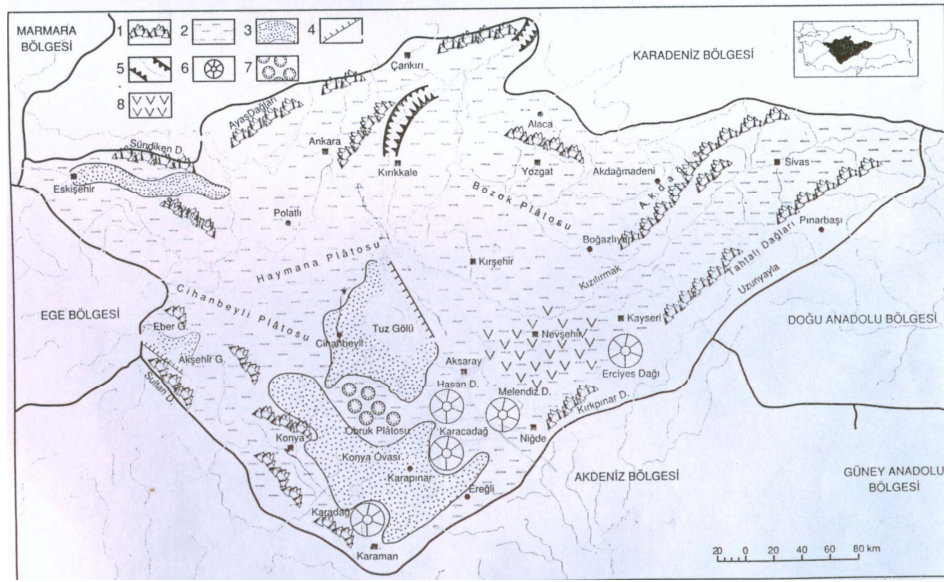 MARMARA
BÖLGESİ
1
2
3
4
5
6
7
8
KARADENİZ BÖLGESİ
Çankırı
Ayaş Dağları
Alaca
Ankara
Sündiken D.
Kırıkkale
Yozgat
Akdağmadeni
Akdağlar
Sivas
Eskişehir
Bozok Plâtosu
Pınarbaşı
Polatlı
Boğazlıyan
Tahtalı Dağları
Haymana Plâtosu
Kırşehir
Kızılırmak
Uzunyayla
Cihanbeyli Plâtosu
EGE BÖLGESİ
Eber G.
Tuz Gölü
Kayseri
DOĞU ANADOLU BÖLGESİ
Cihanbeyli
Nevşehir
Akşehir G.
Aksaray
Erciyes Dağı
Sultan D.
Hasan D.
Melendiz D.
Kırkpınar D.
Obruk Plâtosu
Karacadağ
Niğde
Konya
Konya Ovası
Karapınar
AKDENİZ BÖLGESİ
GÜNEY ANADOLU
BÖLGESİ
Ereğli
Karadağ
Karaman
20 0 20 40 60 80 km